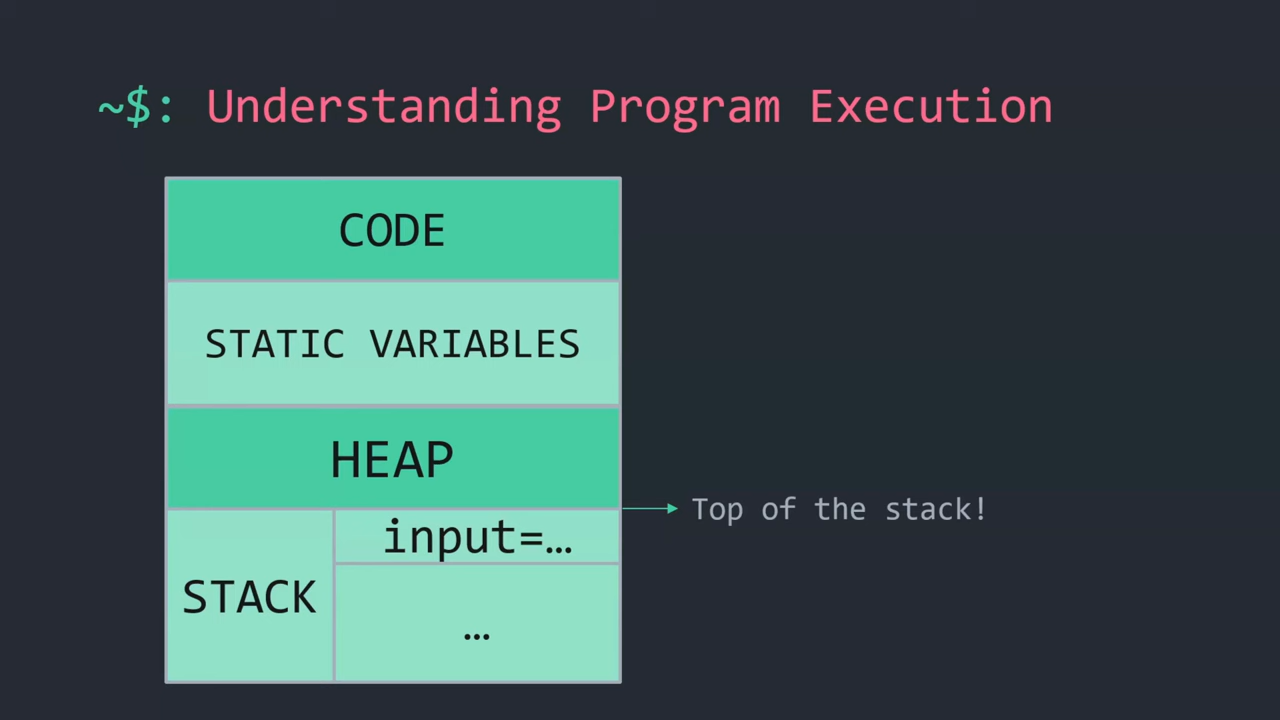 ~$: Understanding Program Execution
CODE
STATIC VARIABLES
HEAP
Top of the stack!
input=…
STACK
…